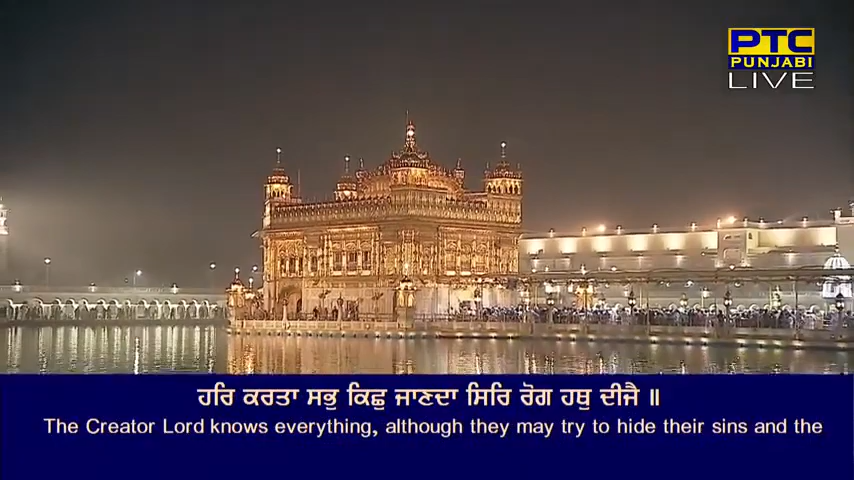 PTC
PUNJABI
LIVE
ਹਰਿ ਕਰਤਾ ਸਭੁ ਕਿਛੁ ਜਾਣਦਾ ਸਿਰਿ ਰੋਗ ਹਥੁ ਦੀਜੈ ॥
The Creator Lord knows everything, although they may try to hide their sins and the